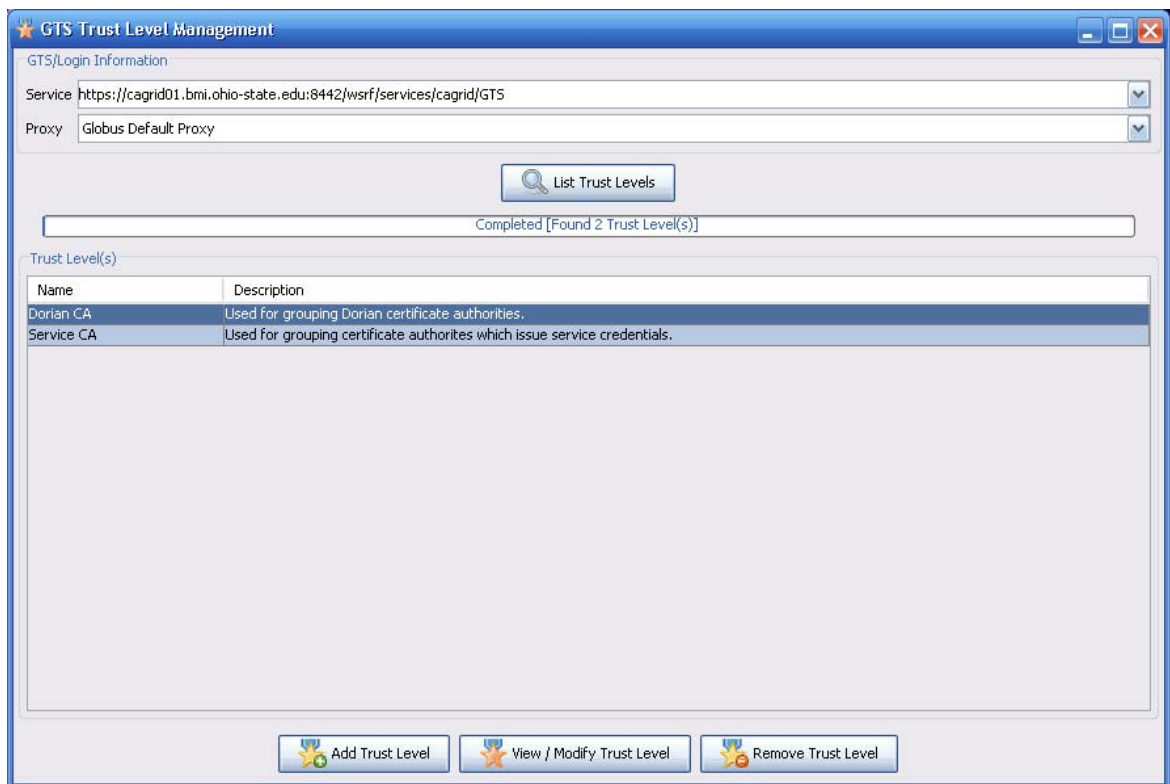 GTS Trust Level Management
GTS/Login Information
Service https://cagrid01.bmi.ohio-state.edu:8442/wsrf/services/cagrid/GTS
Proxy Globus Default Proxy
List Trust Levels
Completed [Found 2 Trust Level(s)]
Trust Level(s)
Name Description
Dorian CA Used for grouping Dorian certificate authorities.
Service CA Used for grouping certificate authorites which issue service credentials.
Add Trust Level View / Modify Trust Level Remove Trust Level